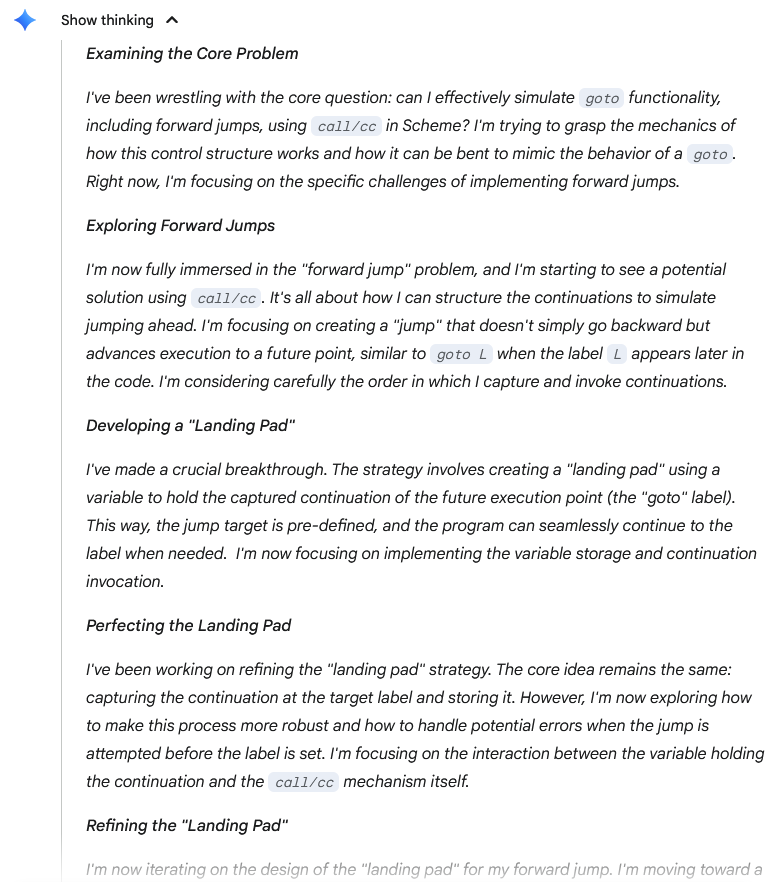 Show thinking
Examining the Core Problem
I've been wrestling with the core question: can I effectively simulate goto functionality,
including forward jumps, using call/cc in Scheme? I'm trying to grasp the mechanics of
how this control structure works and how it can be bent to mimic the behavior of a goto.
Right now, I'm focusing on the specific challenges of implementing forward jumps.
Exploring Forward Jumps
I'm now fully immersed in the "forward jump" problem, and I'm starting to see a potential
solution using call/cc. It's all about how I can structure the continuations to simulate
jumping ahead. I'm focusing on creating a "jump" that doesn't simply go backward but
advances execution to a future point, similar to goto L when the label L appears later in
the code. I'm considering carefully the order in which I capture and invoke continuations.
Developing a "Landing Pad"
I've made a crucial breakthrough. The strategy involves creating a "landing pad" using a
variable to hold the captured continuation of the future execution point (the "goto" label).
This way, the jump target is pre-defined, and the program can seamlessly continue to the
label when needed. I'm now focusing on implementing the variable storage and continuation
invocation.
Perfecting the Landing Pad
I've been working on refining the "landing pad" strategy. The core idea remains the same:
capturing the continuation at the target label and storing it. However, I'm now exploring how
to make this process more robust and how to handle potential errors when the jump is
attempted before the label is set. I'm focusing on the interaction between the variable holding
the continuation and the call/cc mechanism itself.
Refining the "Landing Pad"
I'm now iterating on the design of the "landing pad" for my forward jump. I'm moving toward a